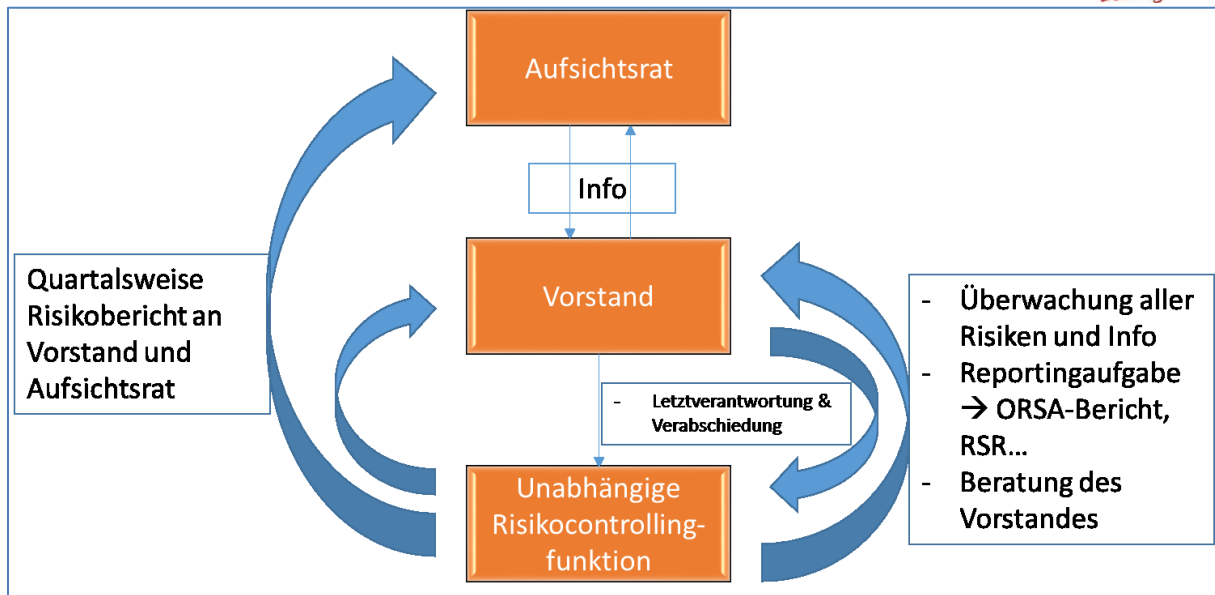 Aufsichtsrat
Info
Quartalsweise
Risikobericht an
Vorstand und
Aufsichtsrat
Vorstand
- Überwachung aller
Risiken und Info
- Reportingaufgabe
→ ORSA-Bericht,
RSR...
- Beratung des
Vorstandes
- Letztverantwortung &
Verabschiedung
Unabhängige
Risikocontrolling-
funktion